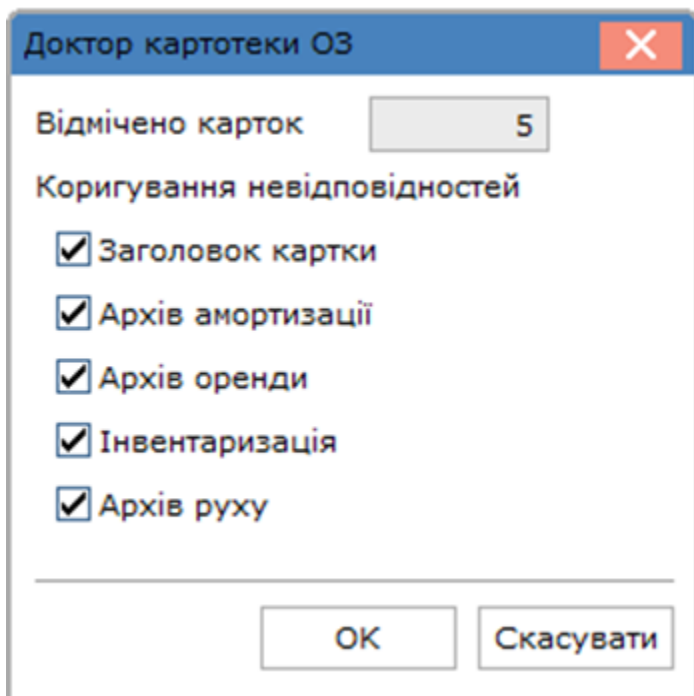 Доктор картотеки ОЗ
Відмічено карток 5
Коригування невідповідностей
Заголовок картки
Архів амортизації
Архів оренди
Інвентаризація
Архів руху
ОК Скасувати